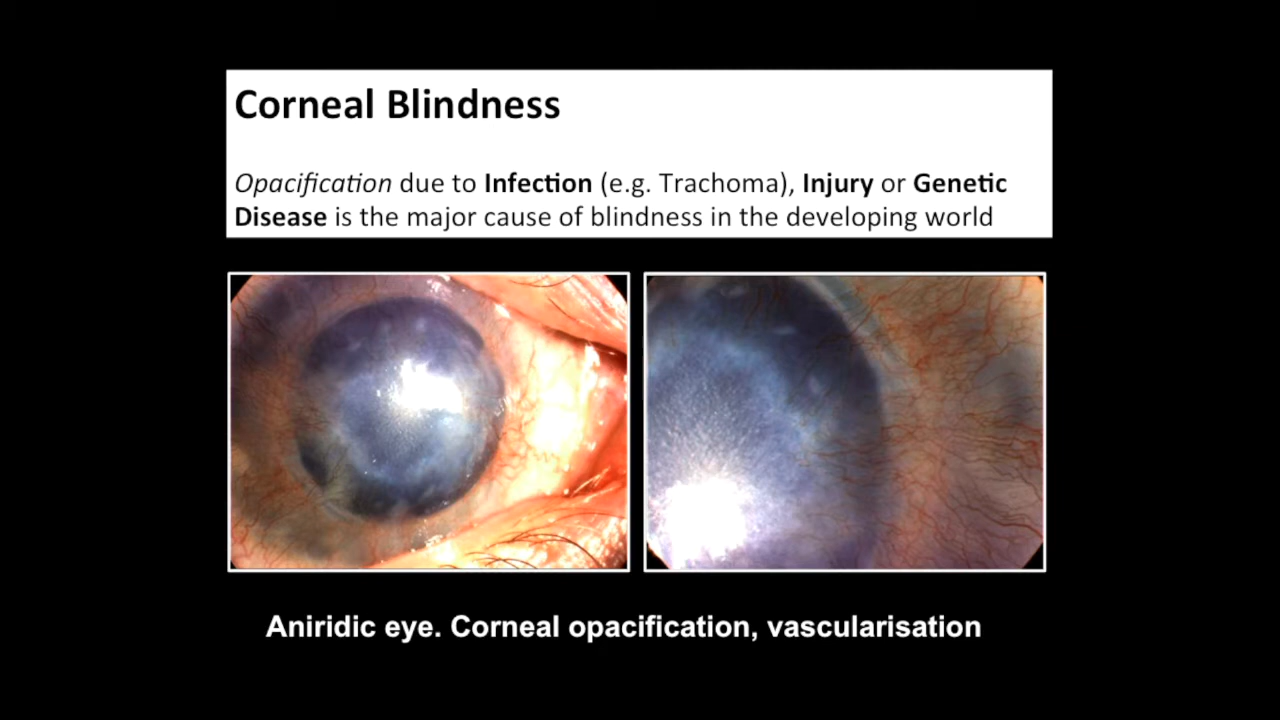 Corneal Blindness
Opacification due to Infection (e.g. Trachoma), Injury or Genetic
Disease is the major cause of blindness in the developing world
Aniridic eye. Corneal opacification, vascularisation